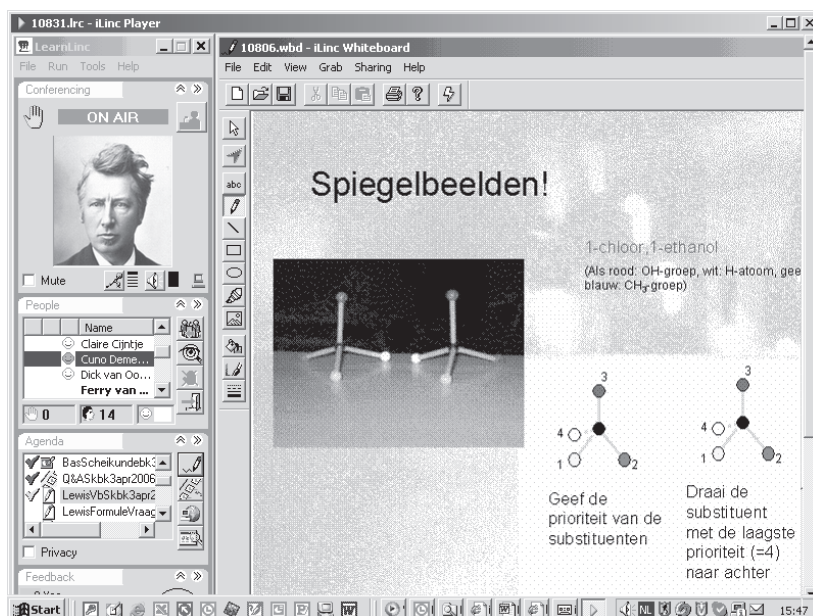 10831.lrc - iLinc Player
LearnLinc
File Run Tools Help
Conferencing
ON AIR
Mute
People
Name
Claire Cijntje
Cuno Deme...
Dick van Oo...
Ferry van ...
0 14
Agenda
BasScheikundebk3
Q&ASkbk3apr2006
LewisVbSkbk3apr2
LewisFormuleVraag
Privacy
Feedback
10806.wbd - iLinc Whiteboard
File Edit View Grab Sharing Help
abc
Spiegelbeelden!
1-chloor,1-ethanol
(Als rood: OH-groep, wit: H-atoom, gee
blauw: CH3-groep)
3
4
1 2
Geef de
prioriteit van de
substituenten
3
4
1 2
Draai de
substituent
met de laagste
prioriteit (=4)
naar achter
Start
NL
15:47